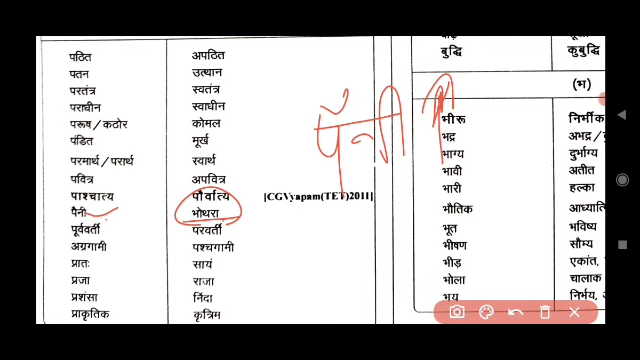 पठित अपठित
पतन उत्थान
परतंत्र स्वतंत्र
पराधीन स्वाधीन
परूष/कठोर कोमल
पंडित मूर्ख
परमार्थ/परार्थ स्वार्थ
पवित्र अपवित्र
पाश्चात्य पौर्वात्य [CGVyapam(TET)2011]
पैनी भोथरा
पूर्ववर्ती परवर्ती
अग्रगामी पश्चगामी
प्रातः सायं
प्रजा राजा
प्रशंसा निंदा
प्राकृतिक कृत्रिम
पैनी
बुद्धि कुबुद्धि
(भ)
भीरू निर्भीक
भद्र अभद्र/
भाग्य दुर्भाग्य
भावी अतीत
भारी हल्का
भौतिक आध्यात्मि
भूत भविष्य
भीषण सौम्य
भीड़ एकांत,
भोला चालाक
भय निर्भय,